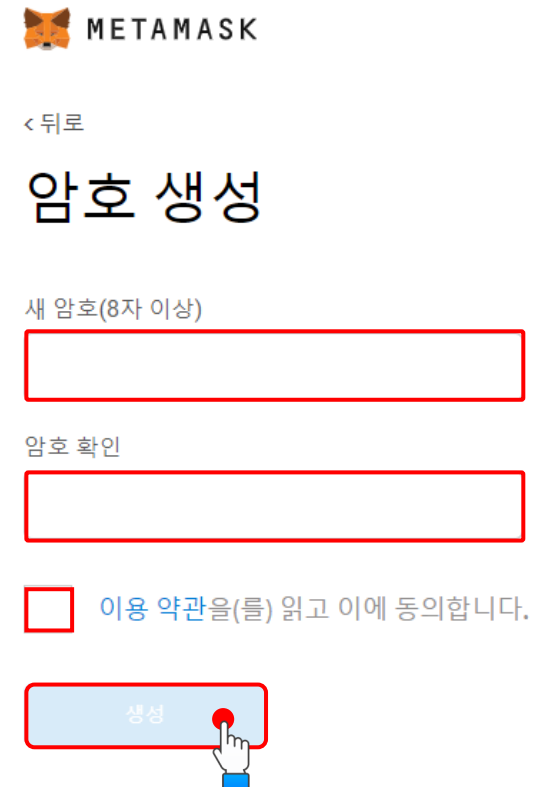 METAMASK
< 뒤로
암호 생성
새 암호(8자 이상)
암호 확인
이용 약관을(를) 읽고 이에 동의합니다.
생성